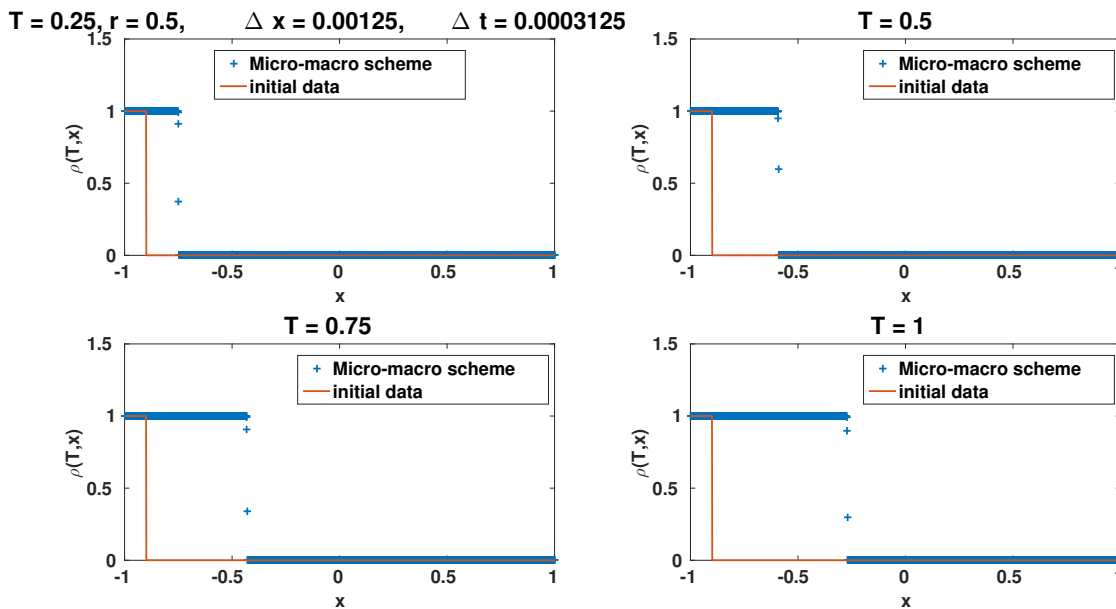 T = 0.25, r = 0.5, Δ x = 0.00125, Δ t = 0.0003125
1.5
1
0.5
0
ρ(T,x)
Micro-macro scheme
initial data
-1 -0.5 0 0.5 1
x
T = 0.5
1.5
1
0.5
0
ρ(T,x)
Micro-macro scheme
initial data
-1 -0.5 0 0.5
x
T = 0.75
1.5
1
0.5
0
ρ(T,x)
Micro-macro scheme
initial data
-1 -0.5 0 0.5 1
x
T = 1
1.5
1
0.5
0
ρ(T,x)
Micro-macro scheme
initial data
-1 -0.5 0 0.5
x